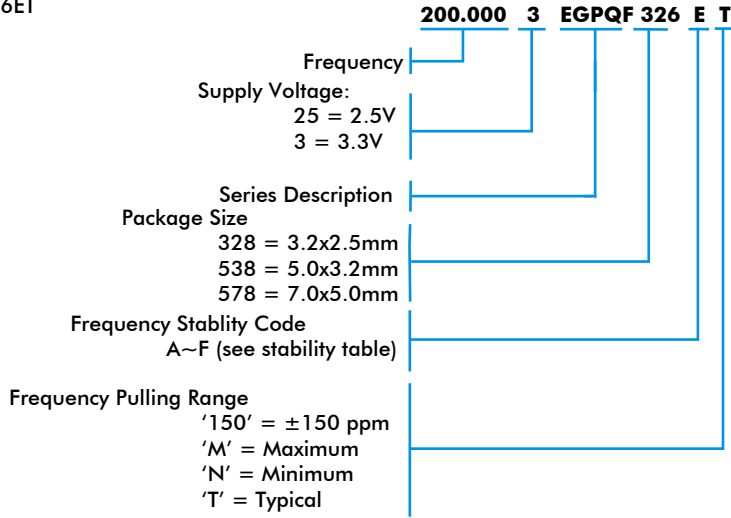 6ET
200.000 3 EGPQF 326 E T
Frequency
Supply Voltage:
25 = 2.5V
3 = 3.3V
Series Description
Package Size
328 = 3.2x2.5mm
538 = 5.0x3.2mm
578 = 7.0x5.0mm
Frequency Stablity Code
A~F (see stability table)
Frequency Pulling Range
‘150’ = ±150 ppm
‘M’ = Maximum
‘N’ = Minimum
‘T’ = Typical